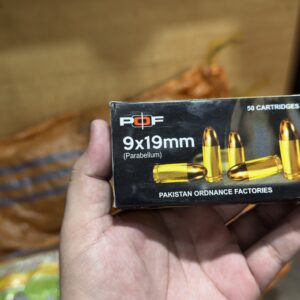 POF
50 CARTRIDGES
9x19mm
(Parabellum)
PAKISTAN ORDNANCE FACTORIES